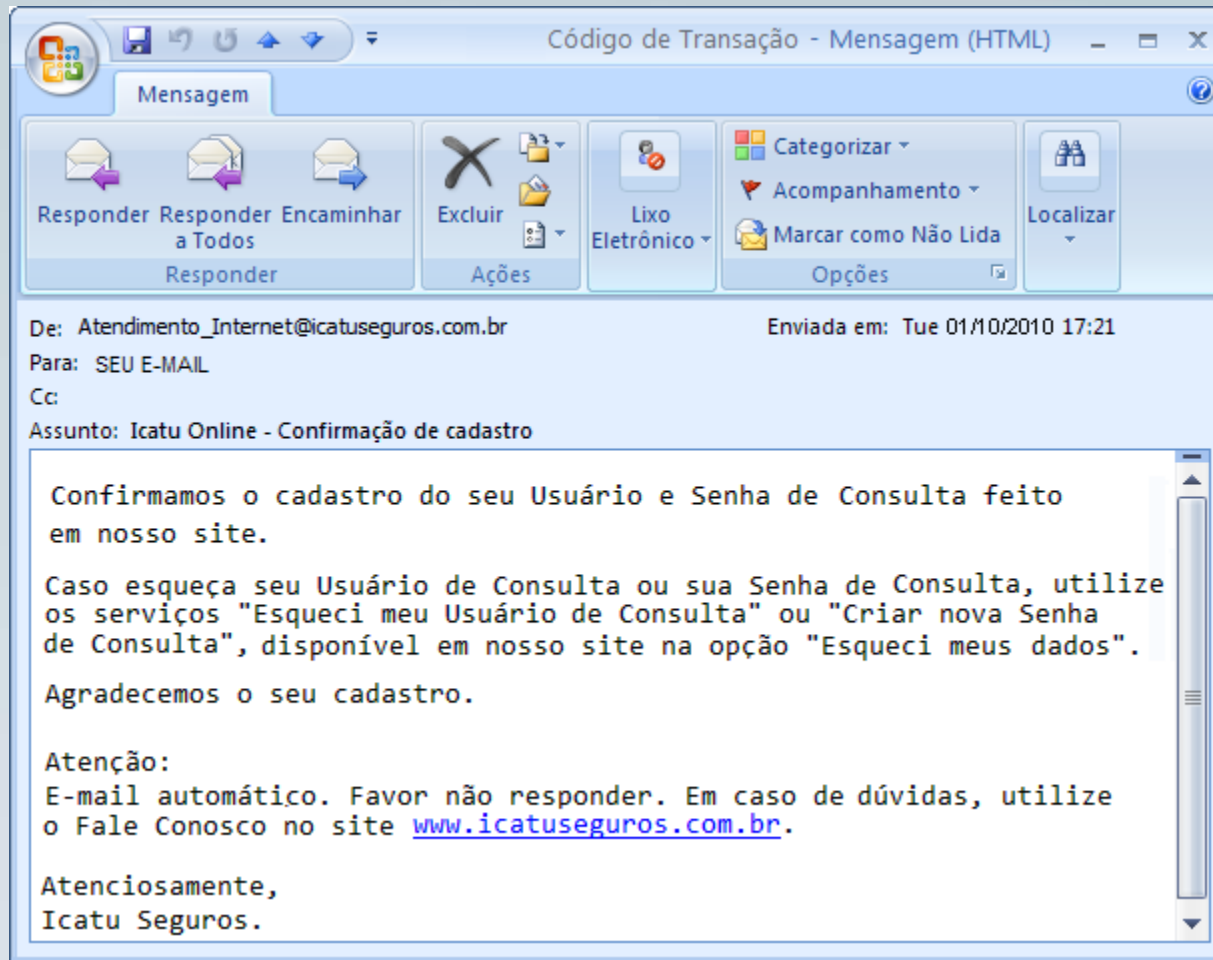 Código de Transação - Mensagem (HTML)
Mensagem
Responder Responder a Todos Encaminhar
Responder
Excluir
Ações
Lixo Eletrônico
Categorizar
Acompanhamento
Marcar como Não Lida
Opções
Localizar
De: Atendimento_Internet@icatuseguros.com.br Enviada em: Tue 01/10/2010 17:21
Para: SEU E-MAIL
Cc:
Assunto: Icatu Online - Confirmação de cadastro
Confirmamos o cadastro do seu Usuário e Senha de Consulta feito
em nosso site.
Caso esqueça seu Usuário de Consulta ou sua Senha de Consulta, utilize
os serviços "Esqueci meu Usuário de Consulta" ou "Criar nova Senha
de Consulta", disponível em nosso site na opção "Esqueci meus dados".
Agradecemos o seu cadastro.
Atenção:
E-mail automático. Favor não responder. Em caso de dúvidas, utilize
o Fale Conosco no site www.icatuseguros.com.br.
Atenciosamente,
Icatu Seguros.